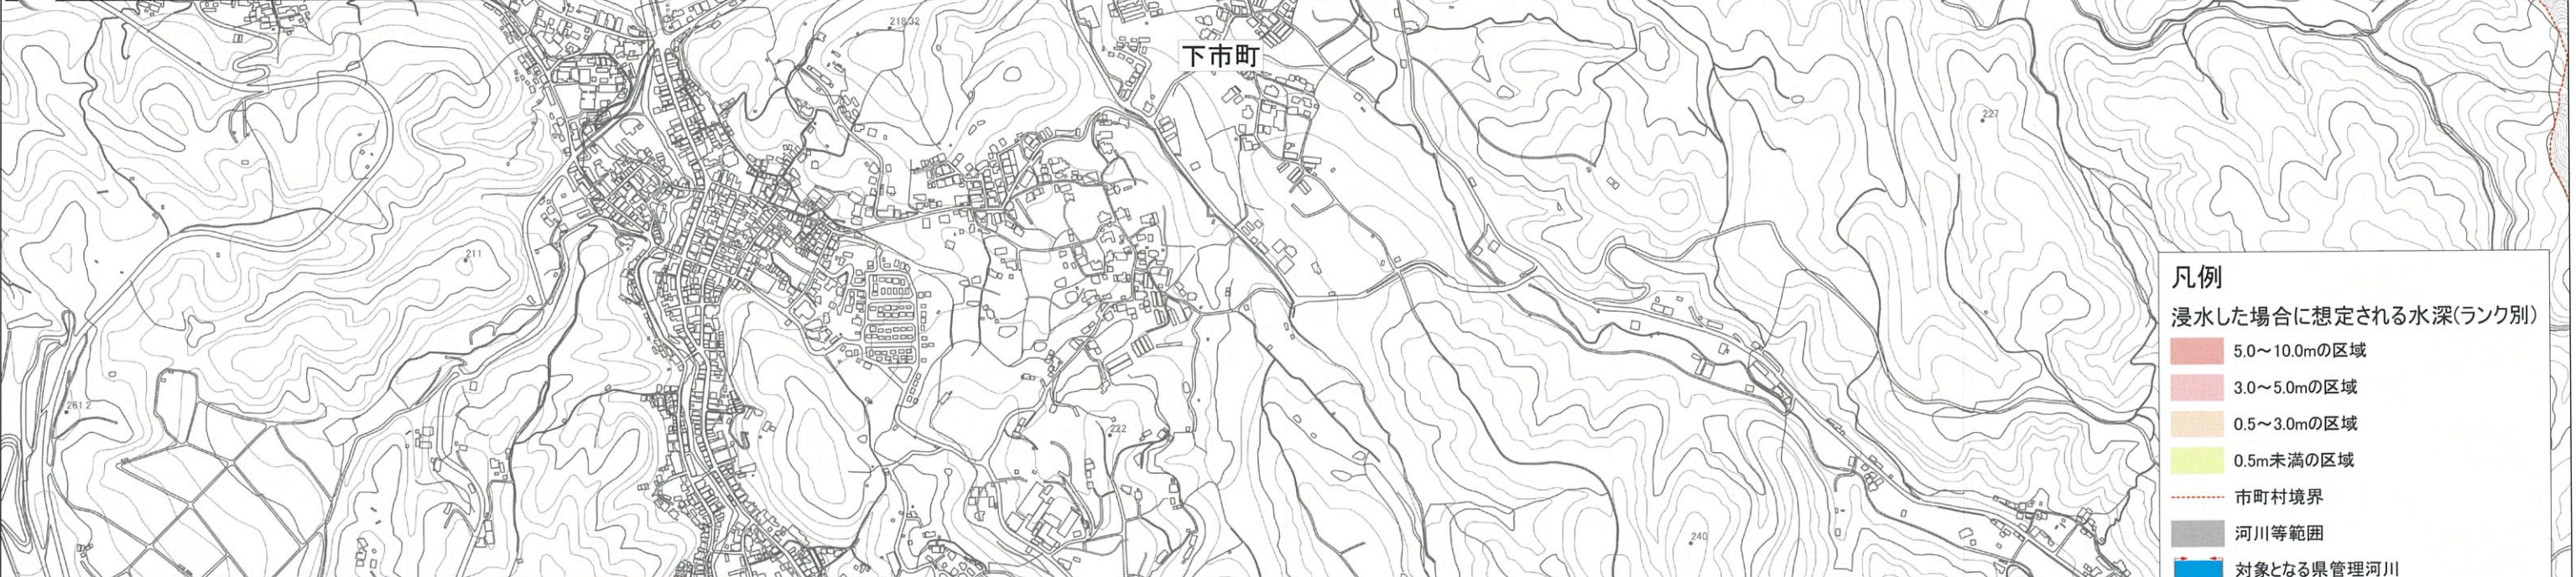 218.32
下市町
227
211
凡例
浸水した場合に想定される水深(ランク別)
5.0～10.0mの区域
3.0～5.0mの区域
261.2
0.5～3.0mの区域
222
0.5m未満の区域
市町村境界
河川等範囲
240
対象となる県管理河川